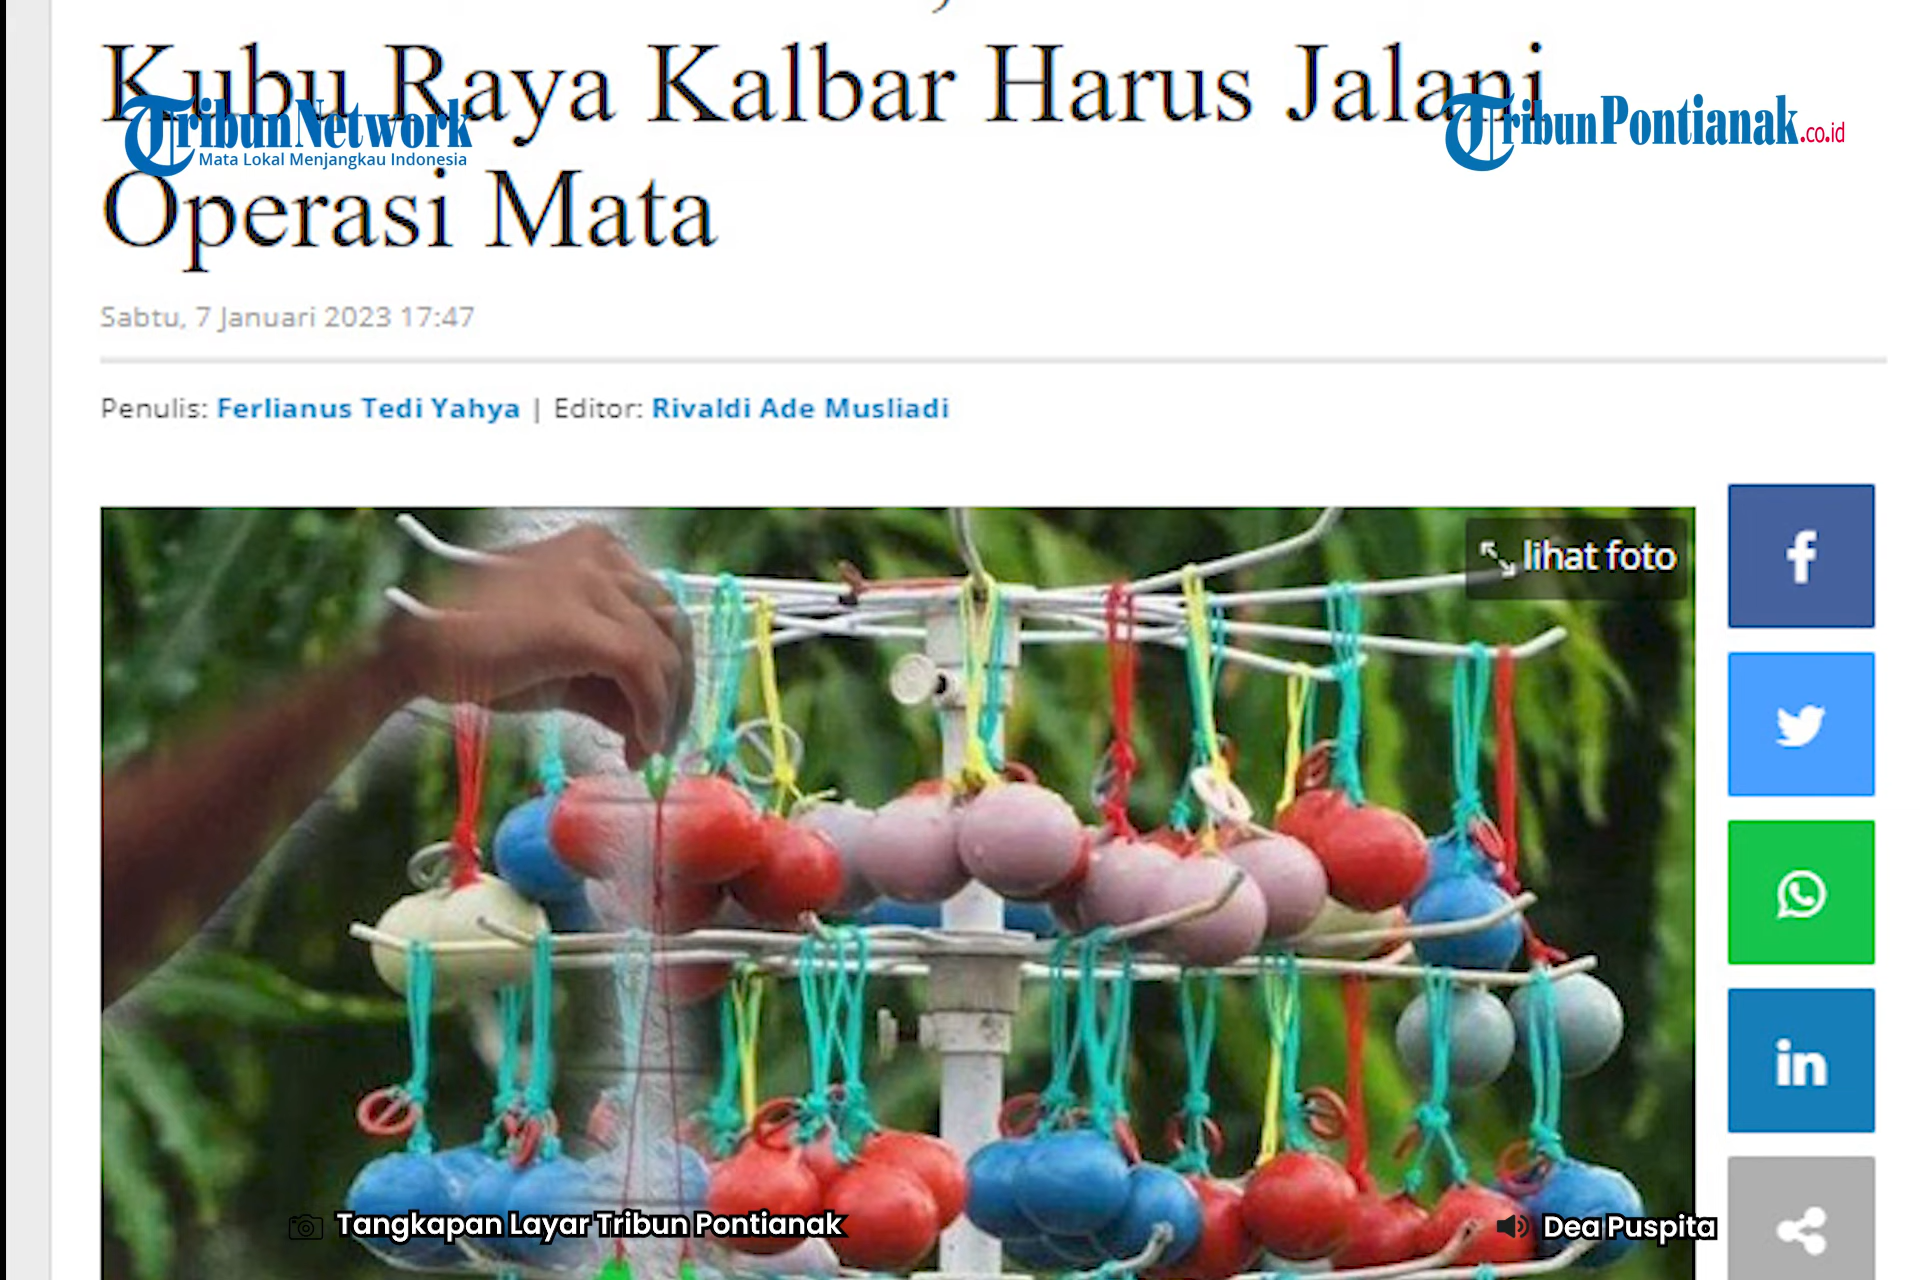 Kubu Raya Kalbar Harus Jalani
TribunNetwork
Mata Lokal Menjangkau Indonesia
TribunPontianak.co.id
Operasi Mata
Sabtu, 7 Januari 2023 17:47
Penulis: Ferlianus Tedi Yahya | Editor: Rivaldi Ade Musliadi
lihat foto
f
in
Tangkapan Layar Tribun Pontianak
Dea Puspita